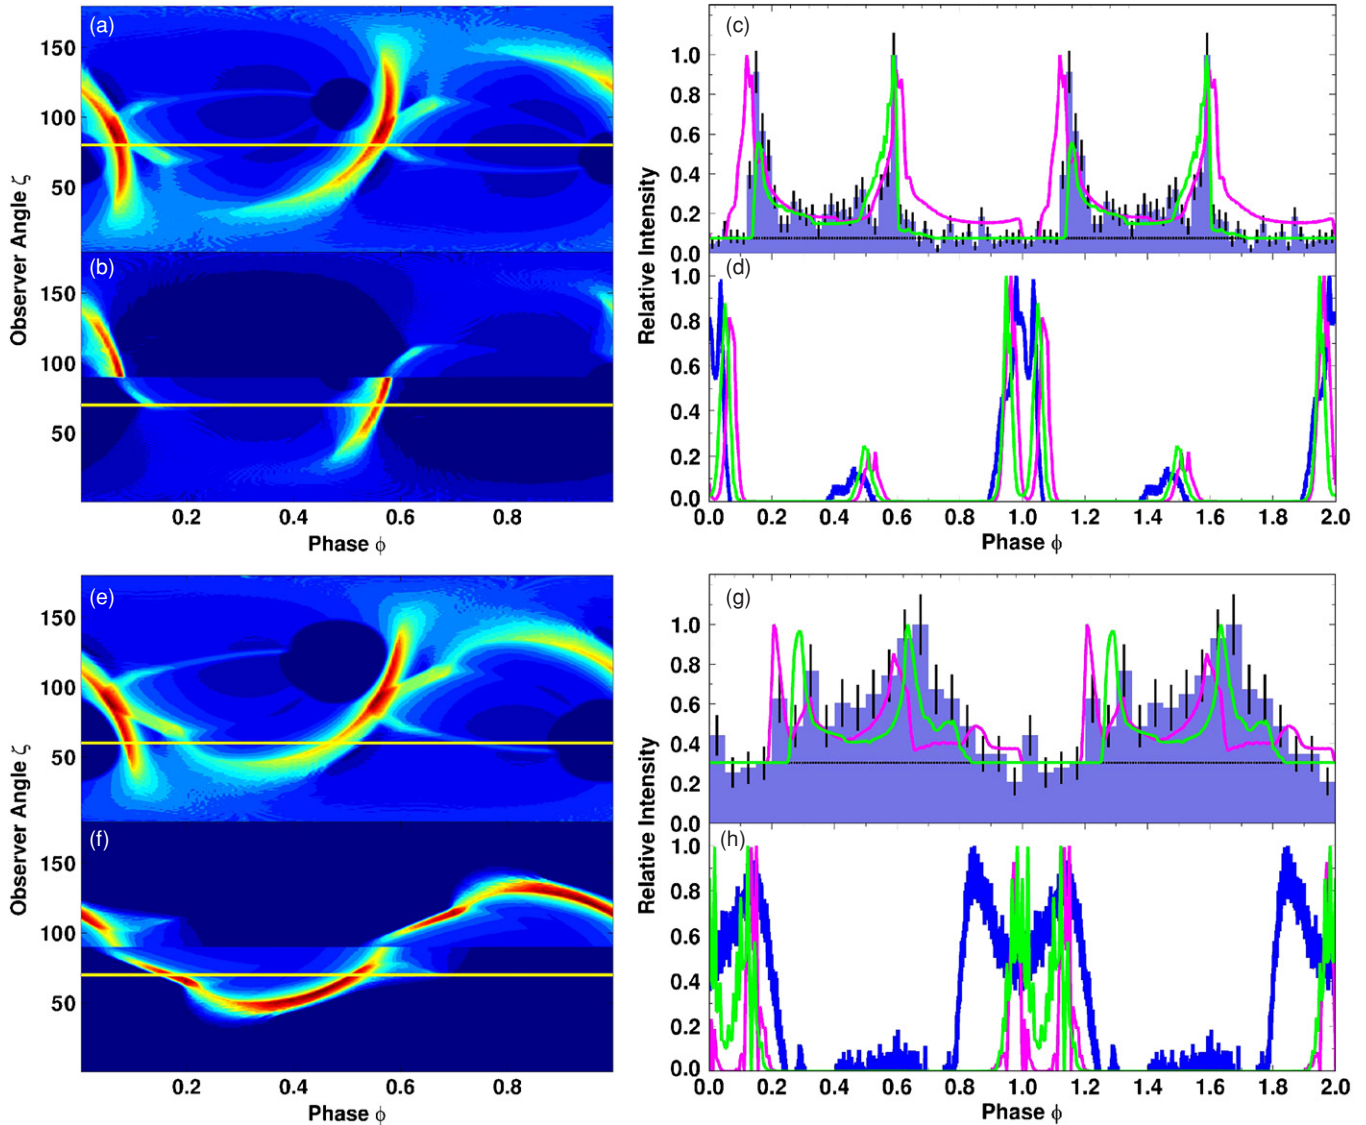 (a)
150
100
50
Observer Angle ζ
(b)
150
100
50
Observer Angle ζ
0.2 0.4 0.6 0.8
Phase ϕ
(c)
1.0
0.8
0.6
0.4
0.2
0.0
Relative Intensity
(d)
1.0
0.8
0.6
0.4
0.2
0.0
Relative Intensity
0.0 0.2 0.4 0.6 0.8 1.0 1.2 1.4 1.6 1.8 2.0
Phase ϕ
(e)
150
100
50
Observer Angle ζ
(f)
150
100
50
Observer Angle ζ
0.2 0.4 0.6 0.8
Phase ϕ
(g)
1.0
0.8
0.6
0.4
0.2
0.0
Relative Intensity
(h)
1.0
0.8
0.6
0.4
0.2
0.0
Relative Intensity
0.0 0.2 0.4 0.6 0.8 1.0 1.2 1.4 1.6 1.8 2.0
Phase ϕ